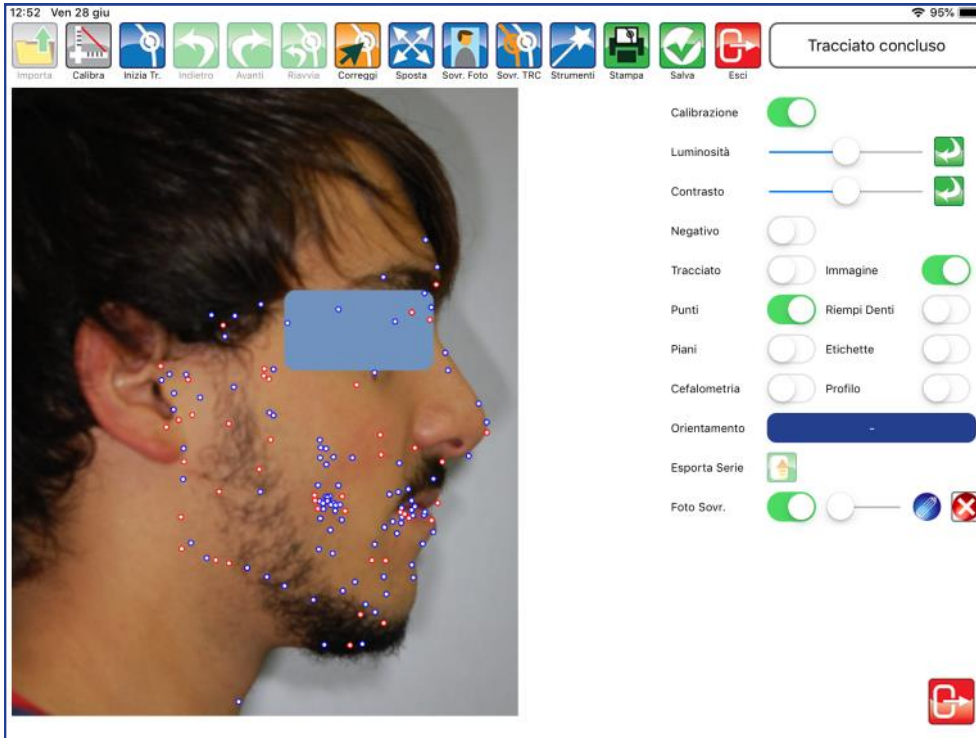 12:52 Ven 28 giu 95%
Importa Calibra Inizia Tr. Indietro Avanti Riavvia Correggi Sposta Sovr. Foto Sovr. TRC Strumenti Stampa Salva Esci Tracciato concluso
Calibrazione
Luminosità
Contrasto
Negativo
Tracciato Immagine
Punti Riempi Denti
Piani Etichette
Cefalometria Profilo
Orientamento -
Esporta Serie
Foto Sovr.